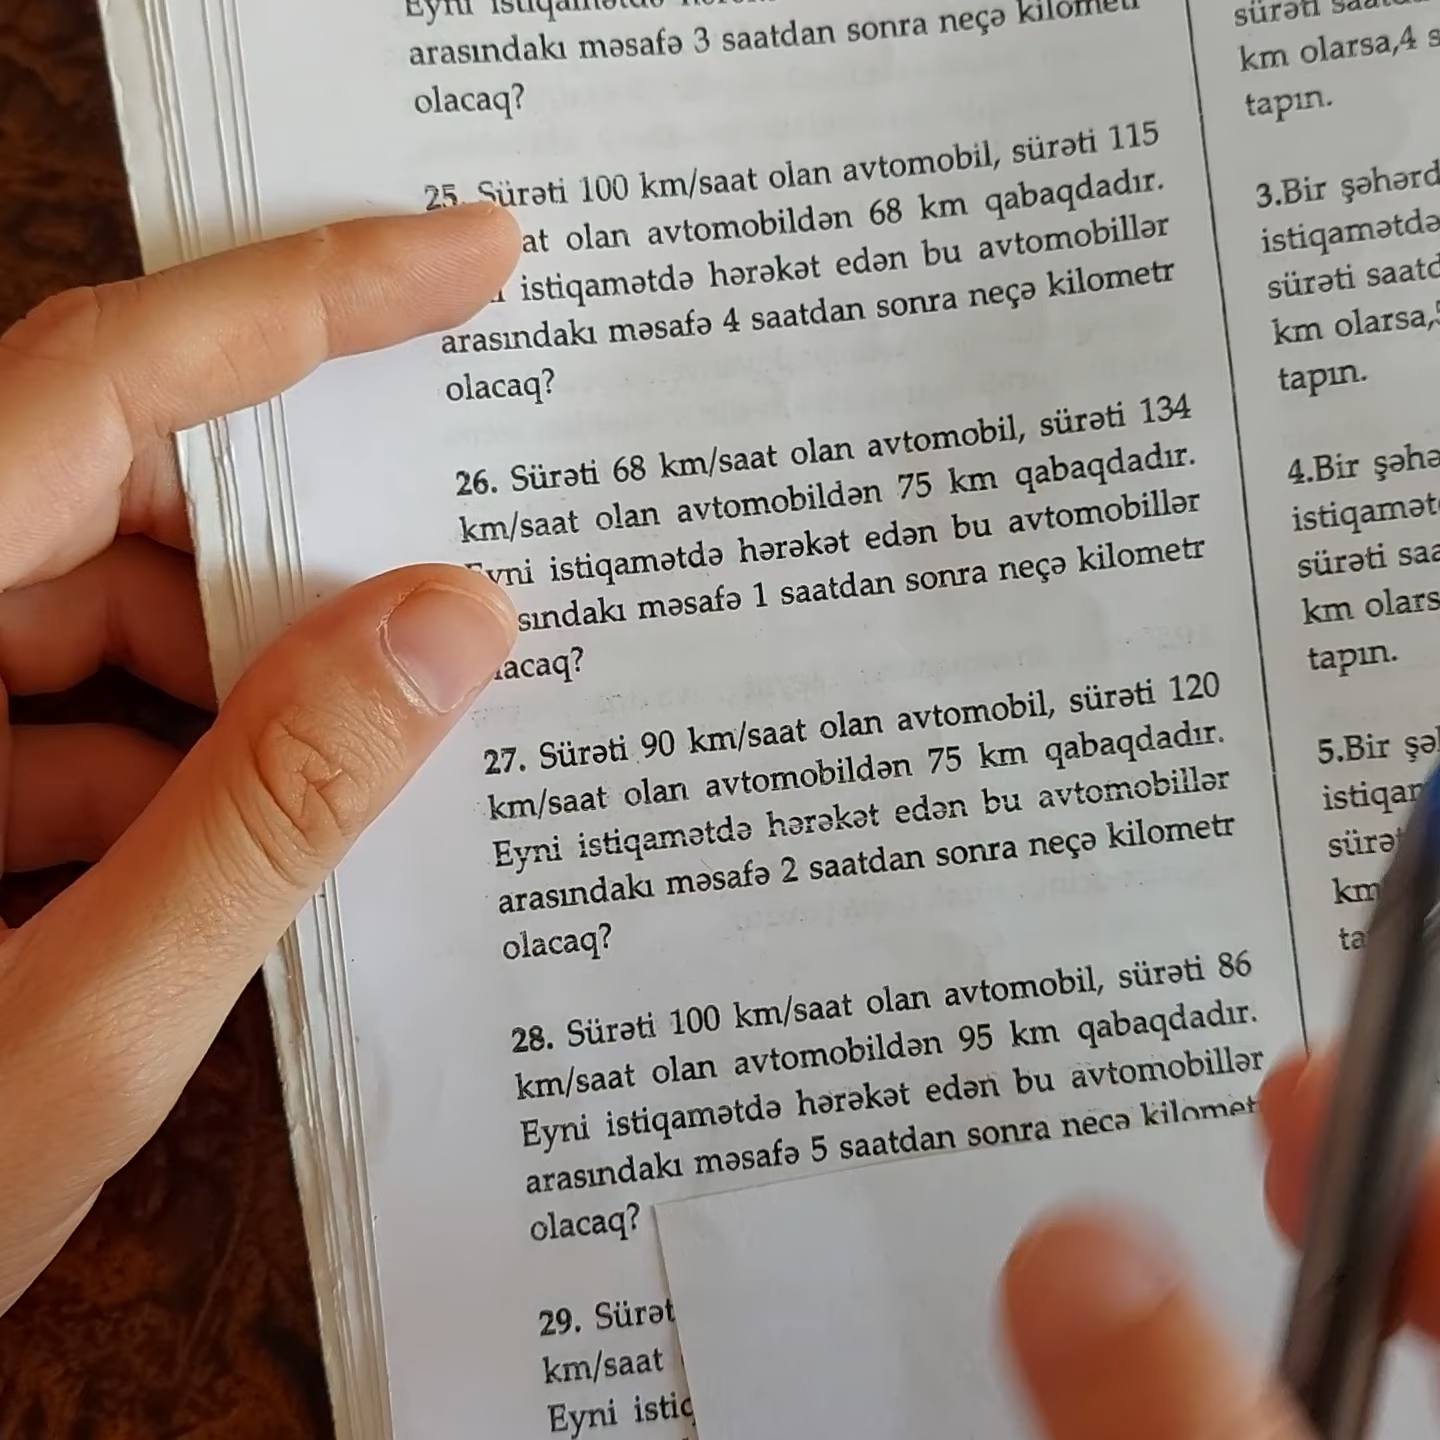 arasındakı məsafə 3 saatdan sonra neçə
olacaq?
25. Sürəti 100 km/saat olan avtomobil, sürəti 115
olan avtomobildən 68 km qabaqdadır.
istiqamətdə hərəkət edən bu avtomobillər
arasındakı məsafə 4 saatdan sonra neçə kilometr
olacaq?
26. Sürəti 68 km/saat olan avtomobil, sürəti 134
km/saat olan avtomobildən 75 km qabaqdadır.
Eyni istiqamətdə hərəkət edən bu avtomobillər
sındakı məsafə 1 saatdan sonra neçə kilometr
acaq?
27. Sürəti 90 km/saat olan avtomobil, sürəti 120
km/saat olan avtomobildən 75 km qabaqdadır.
Eyni istiqamətdə hərəkət edən bu avtomobillər
arasındakı məsafə 2 saatdan sonra neçə kilometr
olacaq?
28. Sürəti 100 km/saat olan avtomobil, sürəti 86
km/saat olan avtomobildən 95 km qabaqdadır.
Eyni istiqamətdə hərəkət edən bu avtomobillər
arasındakı məsafə 5 saatdan sonra neçə kilomet
olacaq?
29. Sürət
km/saat
Eyni istiq
sürəti
km olarsa,4 s
tapın.
3.Bir şəhərd
istiqamətdə
sürəti saatd
km olarsa,
tapın.
4.Bir şəhə
istiqamət
sürəti saa
km olars
tapın.
5.Bir şə
istiqa
sürə
km
ta